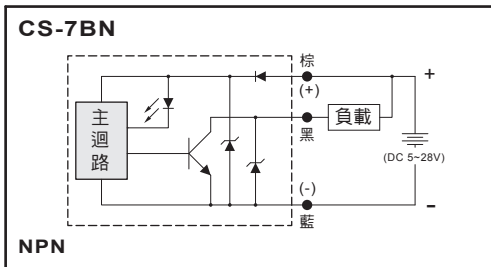 CS-7BN
棕
(+)
+
主
迴
路
負載
黑
(DC 5~28V)
(-)
藍
-
NPN